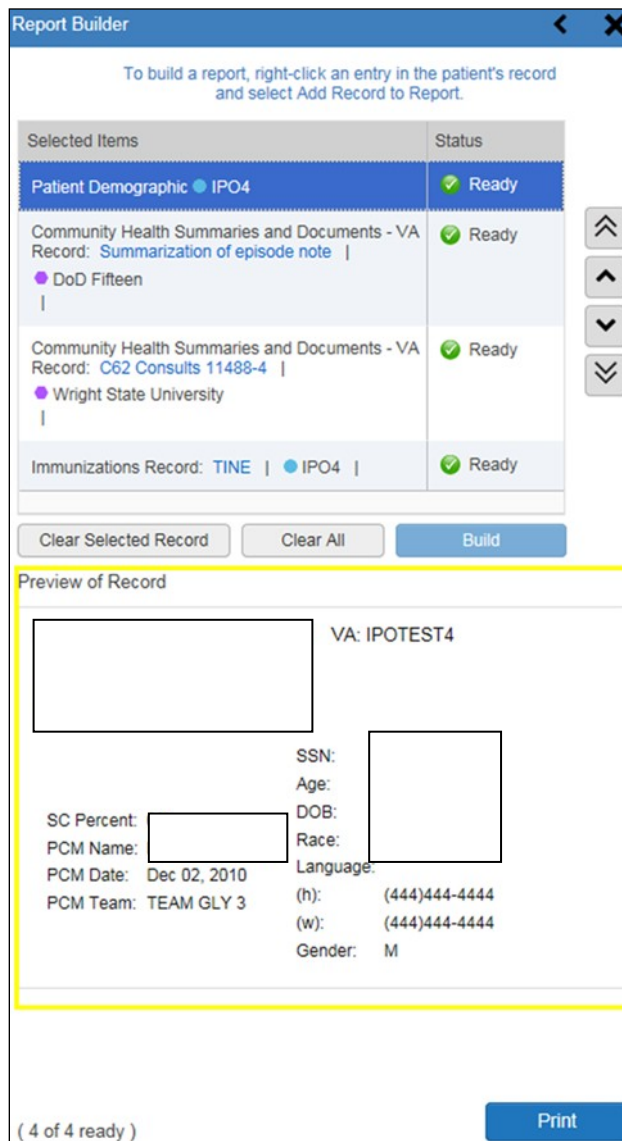 Report Builder
To build a report, right-click an entry in the patient's record
and select Add Record to Report.
Selected Items Status
Patient Demographic IPO4 Ready
Community Health Summaries and Documents - VA Ready
Record: Summarization of episode note |
DoD Fifteen
|
Community Health Summaries and Documents - VA Ready
Record: C62 Consults 11488-4 |
Wright State University
|
Immunizations Record: TINE | IPO4 | Ready
Clear Selected Record Clear All Build
Preview of Record
VA: IPOTEST4
SSN:
Age:
DOB:
Race:
Language:
(h): (444)444-4444
(w): (444)444-4444
Gender: M
SC Percent:
PCM Name:
PCM Date: Dec 02, 2010
PCM Team: TEAM GLY 3
( 4 of 4 ready ) Print